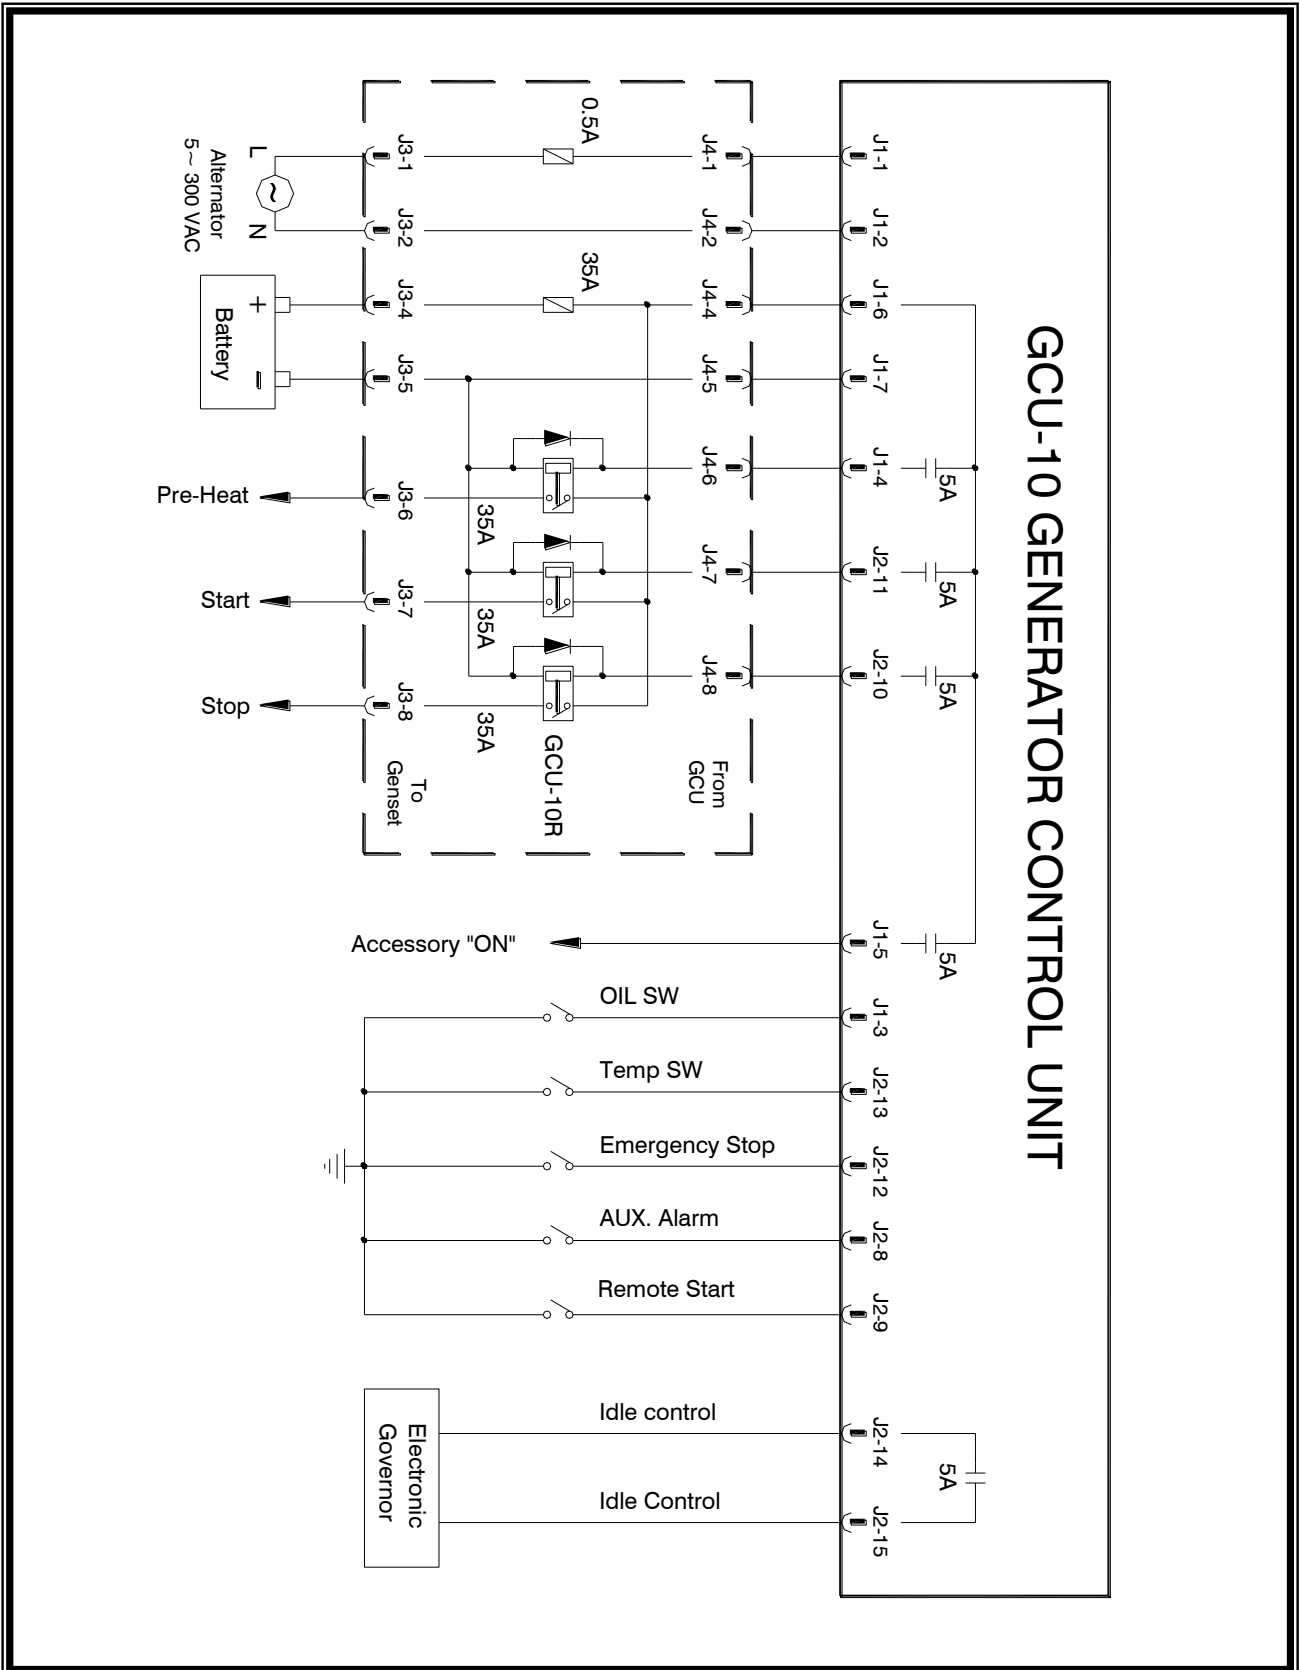 GCU-10 GENERATOR CONTROL UNIT
J1-1
J1-2
J1-6
J1-7
J1-4
J2-11
J2-10
J1-5
J1-3
J2-13
J2-12
J2-8
J2-9
J2-14
J2-15
5A
5A
5A
5A
5A
J4-1
J4-2
J4-4
J4-5
J4-6
J4-7
J4-8
From
GCU
0.5A
35A
GCU-10R
35A
35A
35A
J3-1
J3-2
J3-4
J3-5
J3-6
J3-7
J3-8
To
Genset
L
N
Alternator
5~ 300 VAC
+
-
Battery
Pre-Heat
Start
Stop
Accessory "ON"
OIL SW
Temp SW
Emergency Stop
AUX. Alarm
Remote Start
Idle control
Idle Control
Electronic
Governor